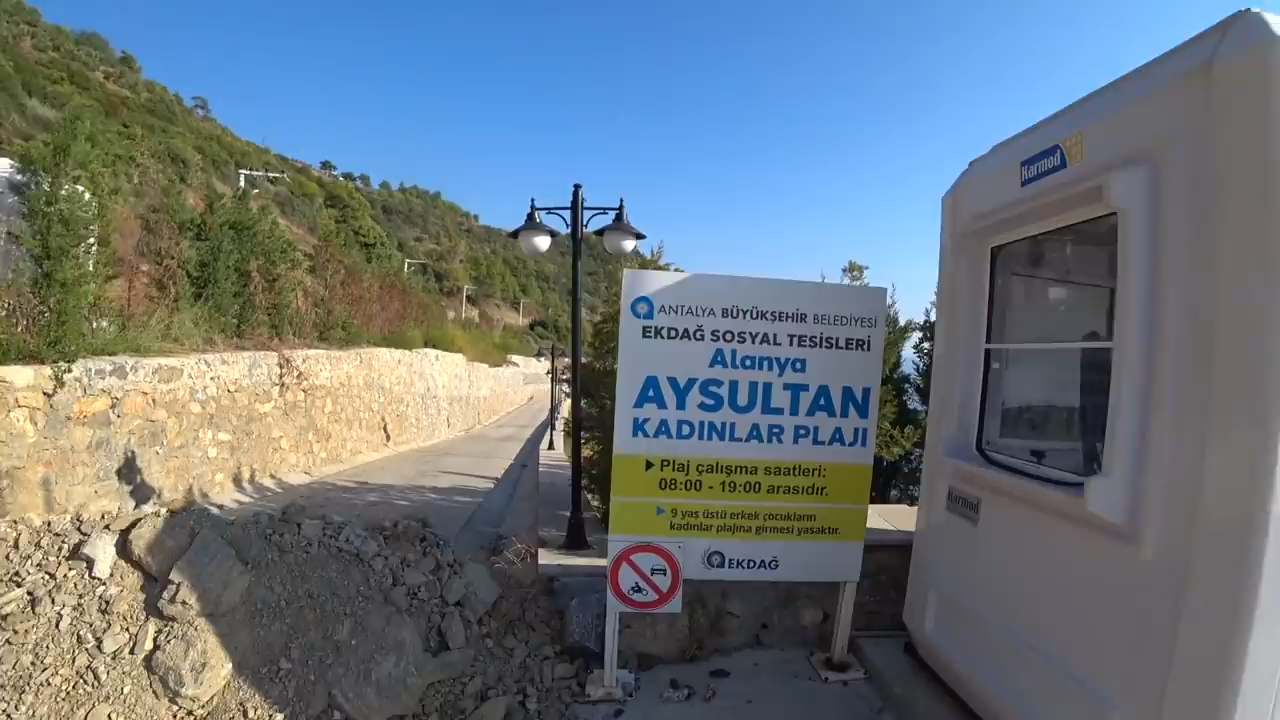 ANTALYA BÜYÜKŞEHİR BELEDİYESİ
EKDAĞ SOSYAL TESİSLERİ
Alanya
AYSULTAN
KADINLAR PLAJI
Plaj çalışma saatleri:
08:00 - 19:00 arasıdır.
9 yaş üstü erkek çocukların
kadınlar plajına girmesi yasaktır.
EKDAĞ
Karmod
Karmod